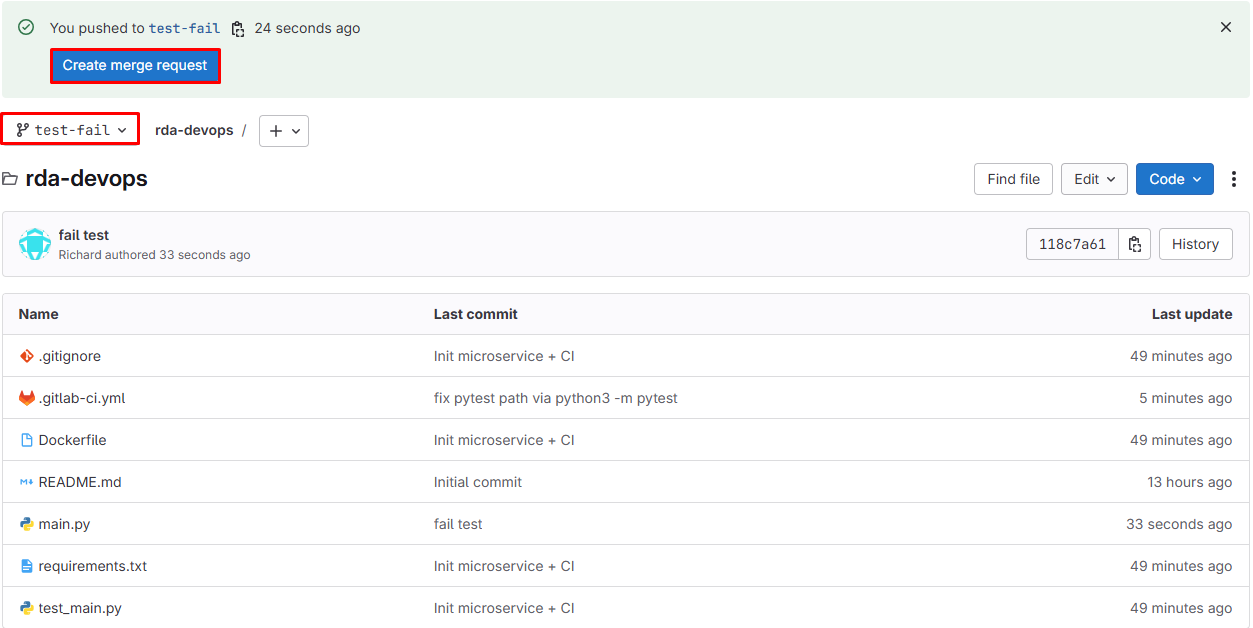 You pushed to test-fail 24 seconds ago
Create merge request
test-fail rda-devops / +
rda-devops Find file Edit Code
fail test
Richard authored 33 seconds ago
118c7a61 History
Name Last commit Last update
.gitignore Init microservice + CI 49 minutes ago
.gitlab-ci.yml fix pytest path via python3 -m pytest 5 minutes ago
Dockerfile Init microservice + CI 49 minutes ago
README.md Initial commit 13 hours ago
main.py fail test 33 seconds ago
requirements.txt Init microservice + CI 49 minutes ago
test_main.py Init microservice + CI 49 minutes ago